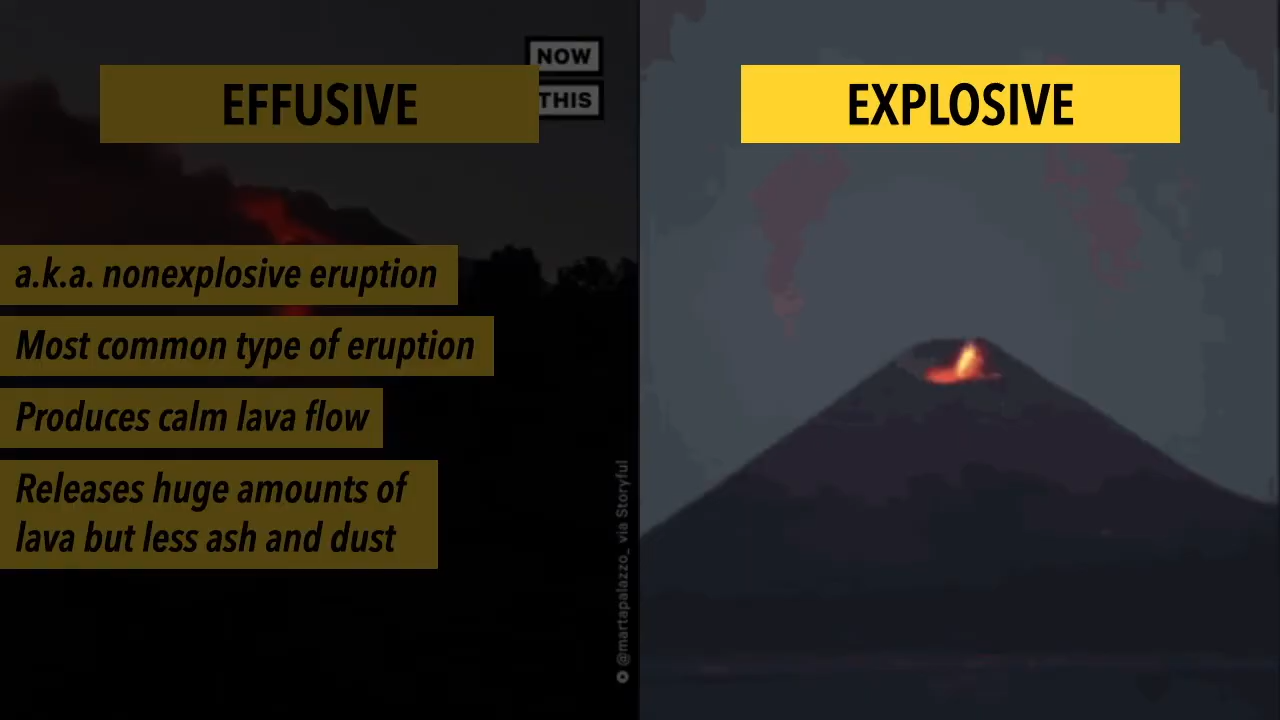 NOW
THIS
EFFUSIVE
a.k.a. nonexplosive eruption
Most common type of eruption
Produces calm lava flow
Releases huge amounts of
lava but less ash and dust
@martapalazzo_ via Storyful
EXPLOSIVE